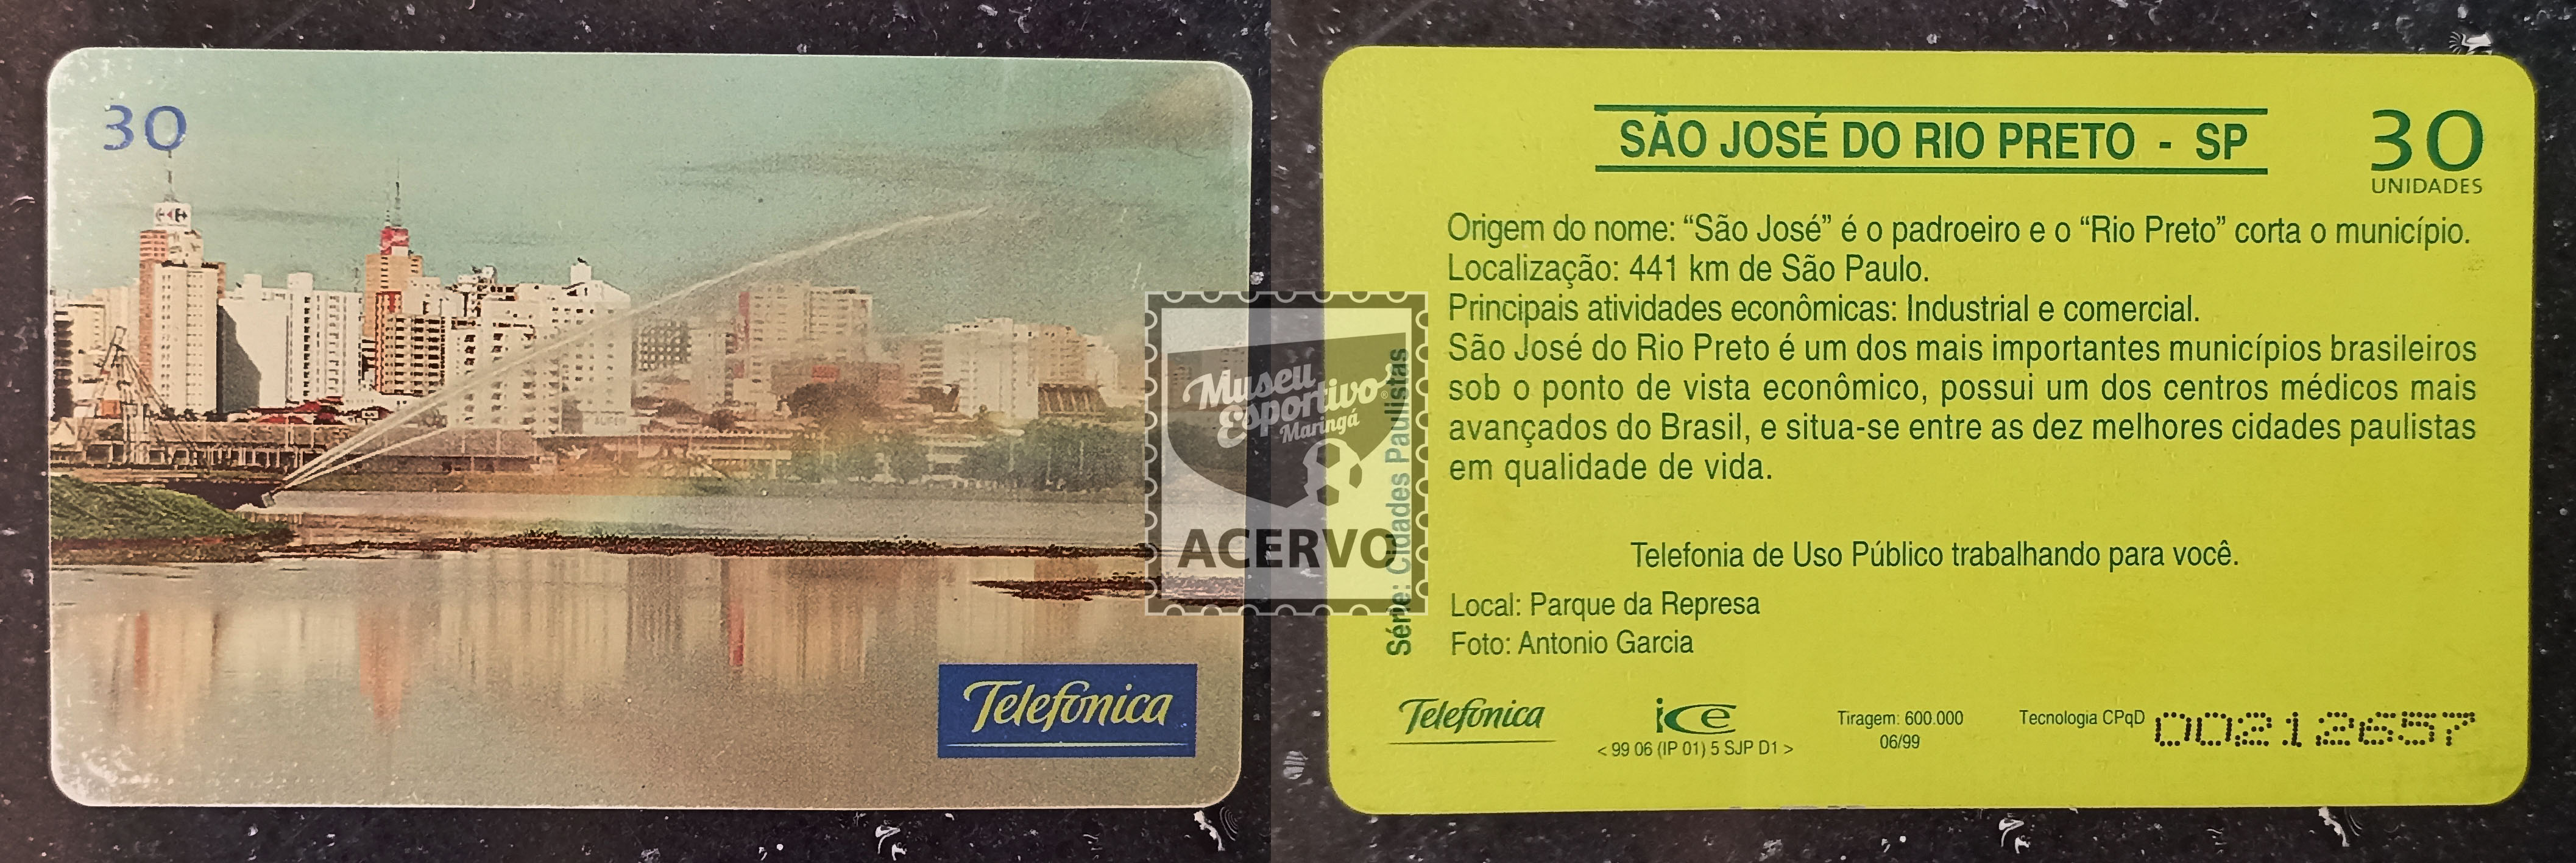 30
Telefónica
Museu
Esportivo
Maringá
ACERVO
SÃO JOSÉ DO RIO PRETO - SP
30
UNIDADES
Origem do nome: “São José” é o padroeiro e o “Rio Preto” corta o município.
Localização: 441 km de São Paulo.
Principais atividades econômicas: Industrial e comercial.
São José do Rio Preto é um dos mais importantes municípios brasileiros
sob o ponto de vista econômico, possui um dos centros médicos mais
avançados do Brasil, e situa-se entre as dez melhores cidades paulistas
em qualidade de vida.
Telefonia de Uso Público trabalhando para você.
Local: Parque da Represa
Foto: Antonio Garcia
Série: Cidades Paulistas
Telefónica
ice
< 99 06 (IP 01) 5 SJP D1 >
Tiragem: 600.000
06/99
Tecnologia CPqD
00212657